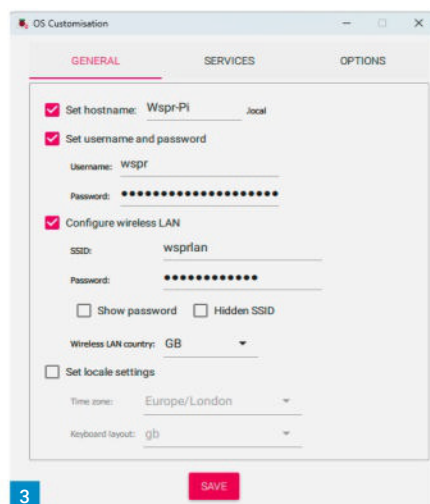 OS Customisation
GENERAL SERVICES OPTIONS
Set hostname: Wspr-Pi .local
Set username and password
Username: wspr
Password: •••••••••••••••••••••
Configure wireless LAN
SSID: wsprlan
Password: ••••••••••••
Show password Hidden SSID
Wireless LAN country: GB
Set locale settings
Time zone: Europe/London
Keyboard layout: gb
SAVE
3